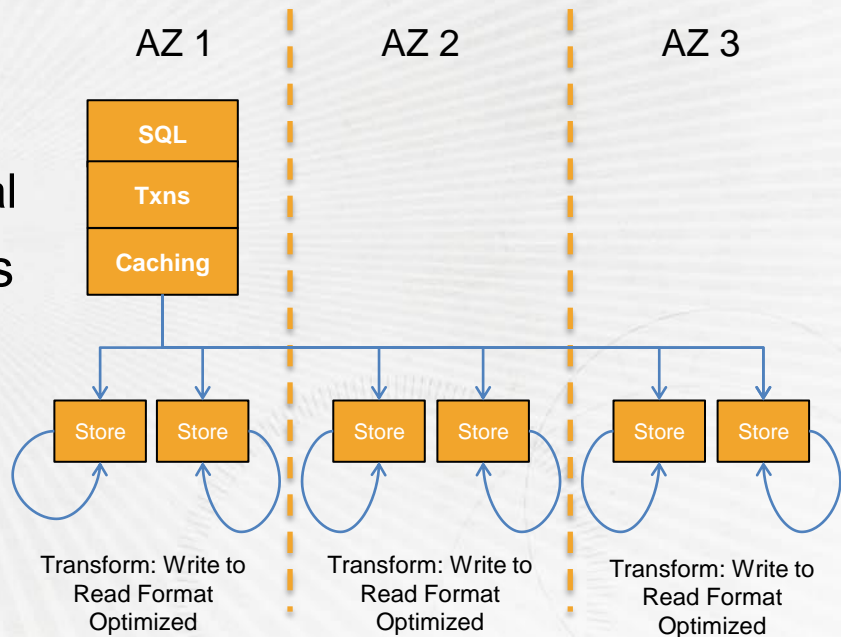 AZ 1
AZ 2
AZ 3
SQL
al
Txns
s
Caching
Store
Store
Store
Store
Store
Store
Transform: Write to
Read Format
Optimized
Transform: Write to
Read Format
Optimized
Transform: Write to
Read Format
Optimized